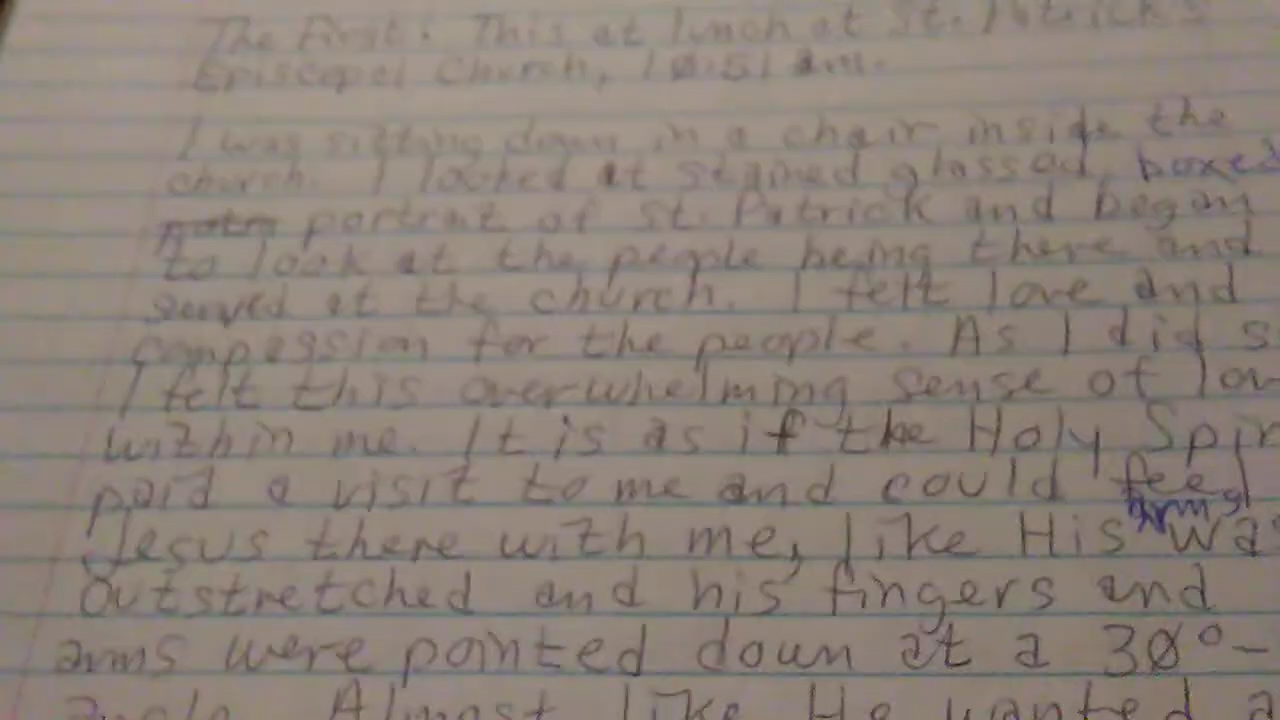 The First: This at lunch at St. Patrick's
Episcopal Church, 10:51 am.
I was sitting down in a chair inside the
church. I looked at stained glassed, boxed
portrat of St. Patrick and began
to look at the people being there and
served at the church. I felt love and
compassion for the people. As I did s
I felt this overwhelming sense of lov
within me. It is as if the Holy Spir
paid a visit to me and could feel
Jesus there with me, like His arms wa
outstretched and his fingers and
arms were pointed down at a 30°-
angle. Almost like He wanted a